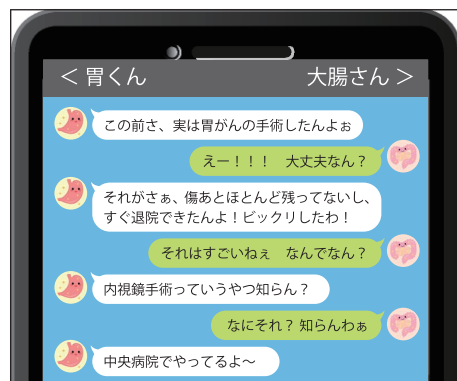 < 胃くん
大腸さん >
この前さ、実は胃がんの手術したんよぉ
えー！！！　大丈夫なん？
それがさぁ、傷あとほとんど残ってないし、
すぐ退院できたんよ！ビックリしたわ！
それはすごいねぇ　なんでなん？
内視鏡手術っていうやつ知らん？
なにそれ？ 知らんわぁ
中央病院でやってるよ〜